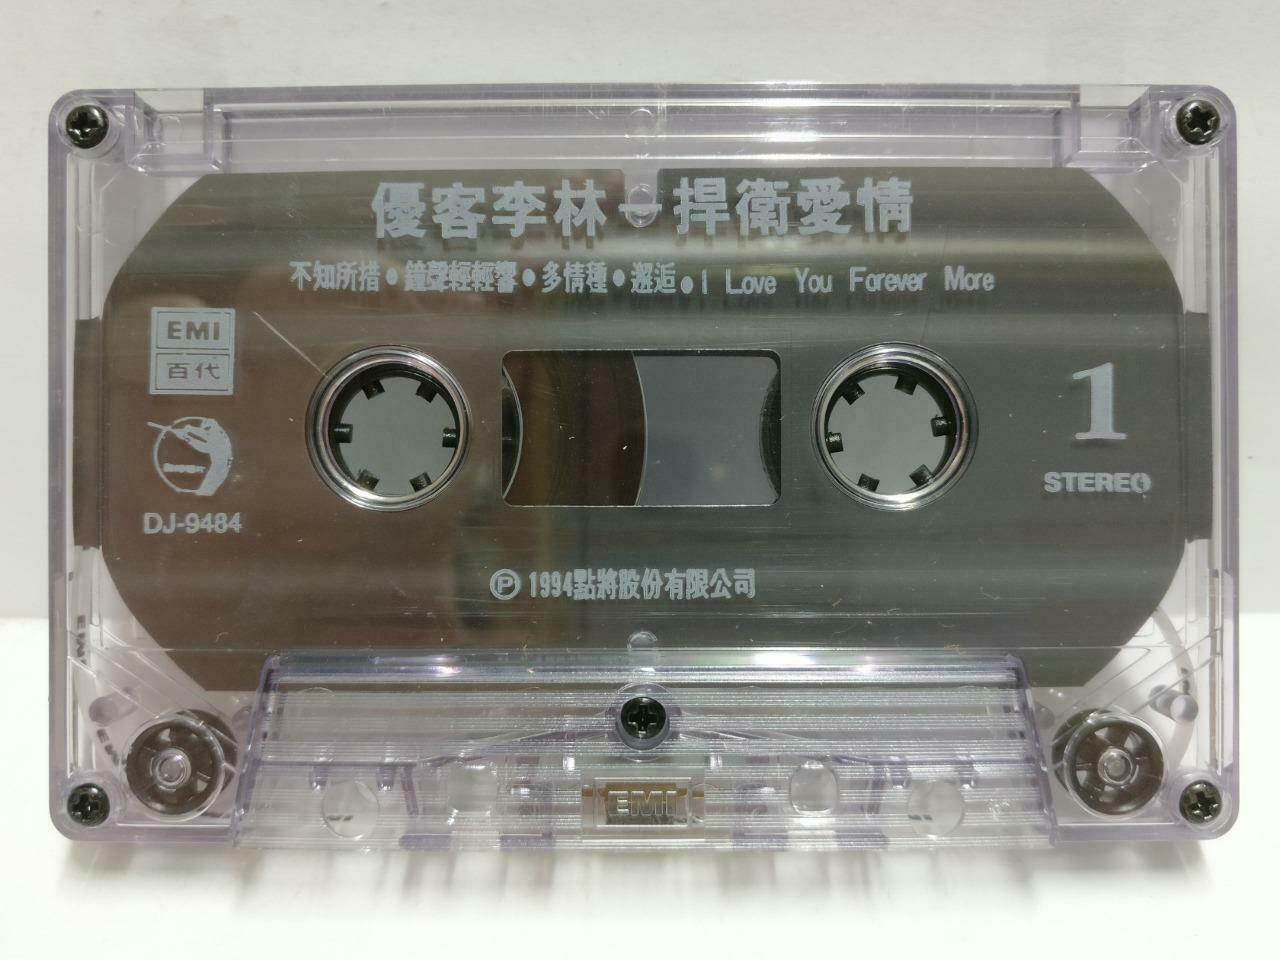 優客李林－捍衛愛情
不知所措•鐘聲輕輕響•多情種•邂逅•I Love You Forever More
EMI
百代
1
STEREO
DJ-9484
Ⓟ 1994點將股份有限公司
EMI